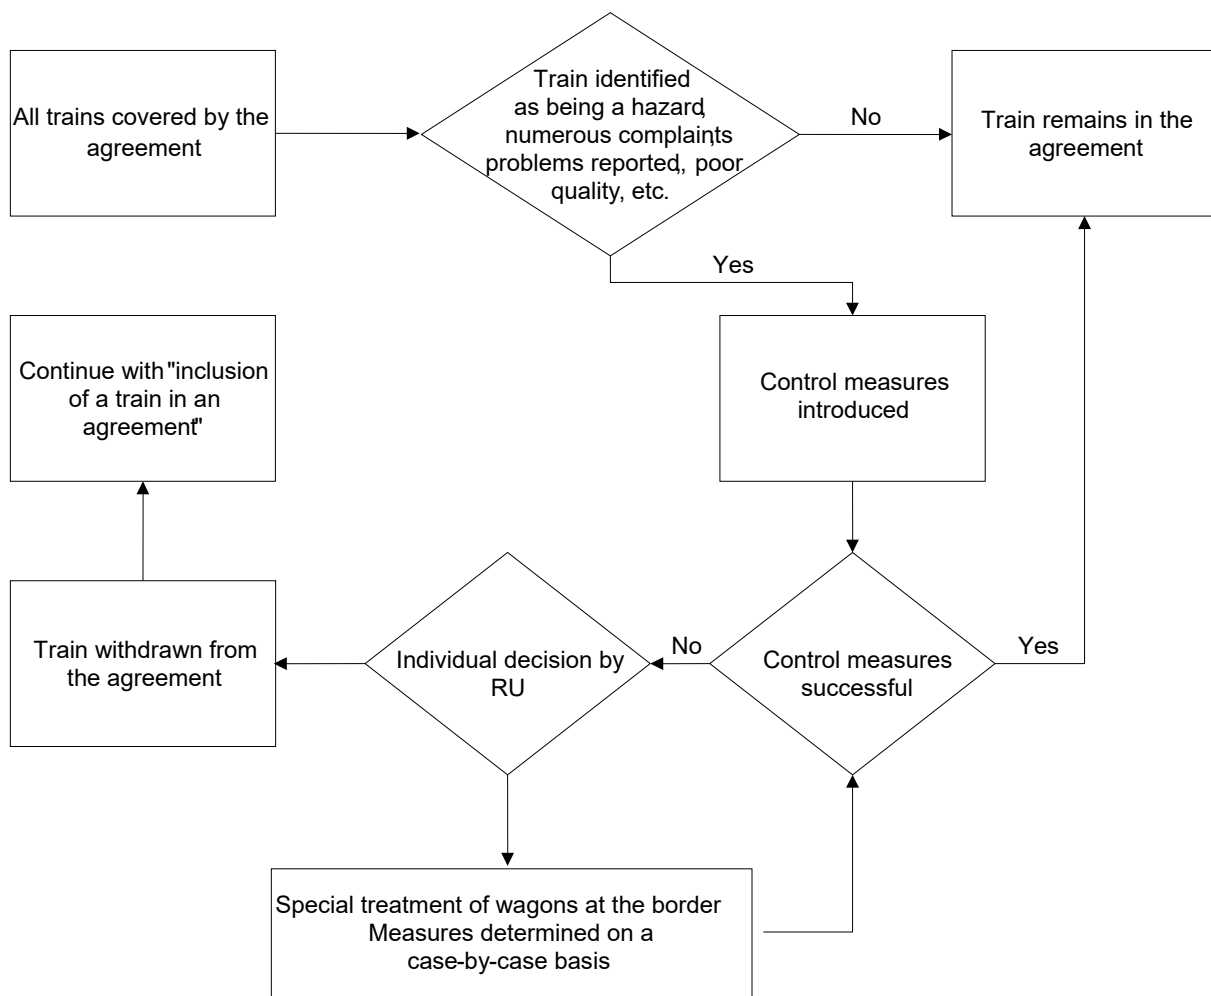 All trains covered by the
agreement
Train identified
as being a hazard,
numerous complaints,
problems reported, poor
quality, etc.
No
Train remains in the
agreement
Yes
Continue with "inclusion
of a train in an
agreement"
Control measures
introduced
Train withdrawn from
the agreement
Individual decision by
RU
No
Control measures
successful
Yes
Special treatment of wagons at the border
Measures determined on a
case-by-case basis